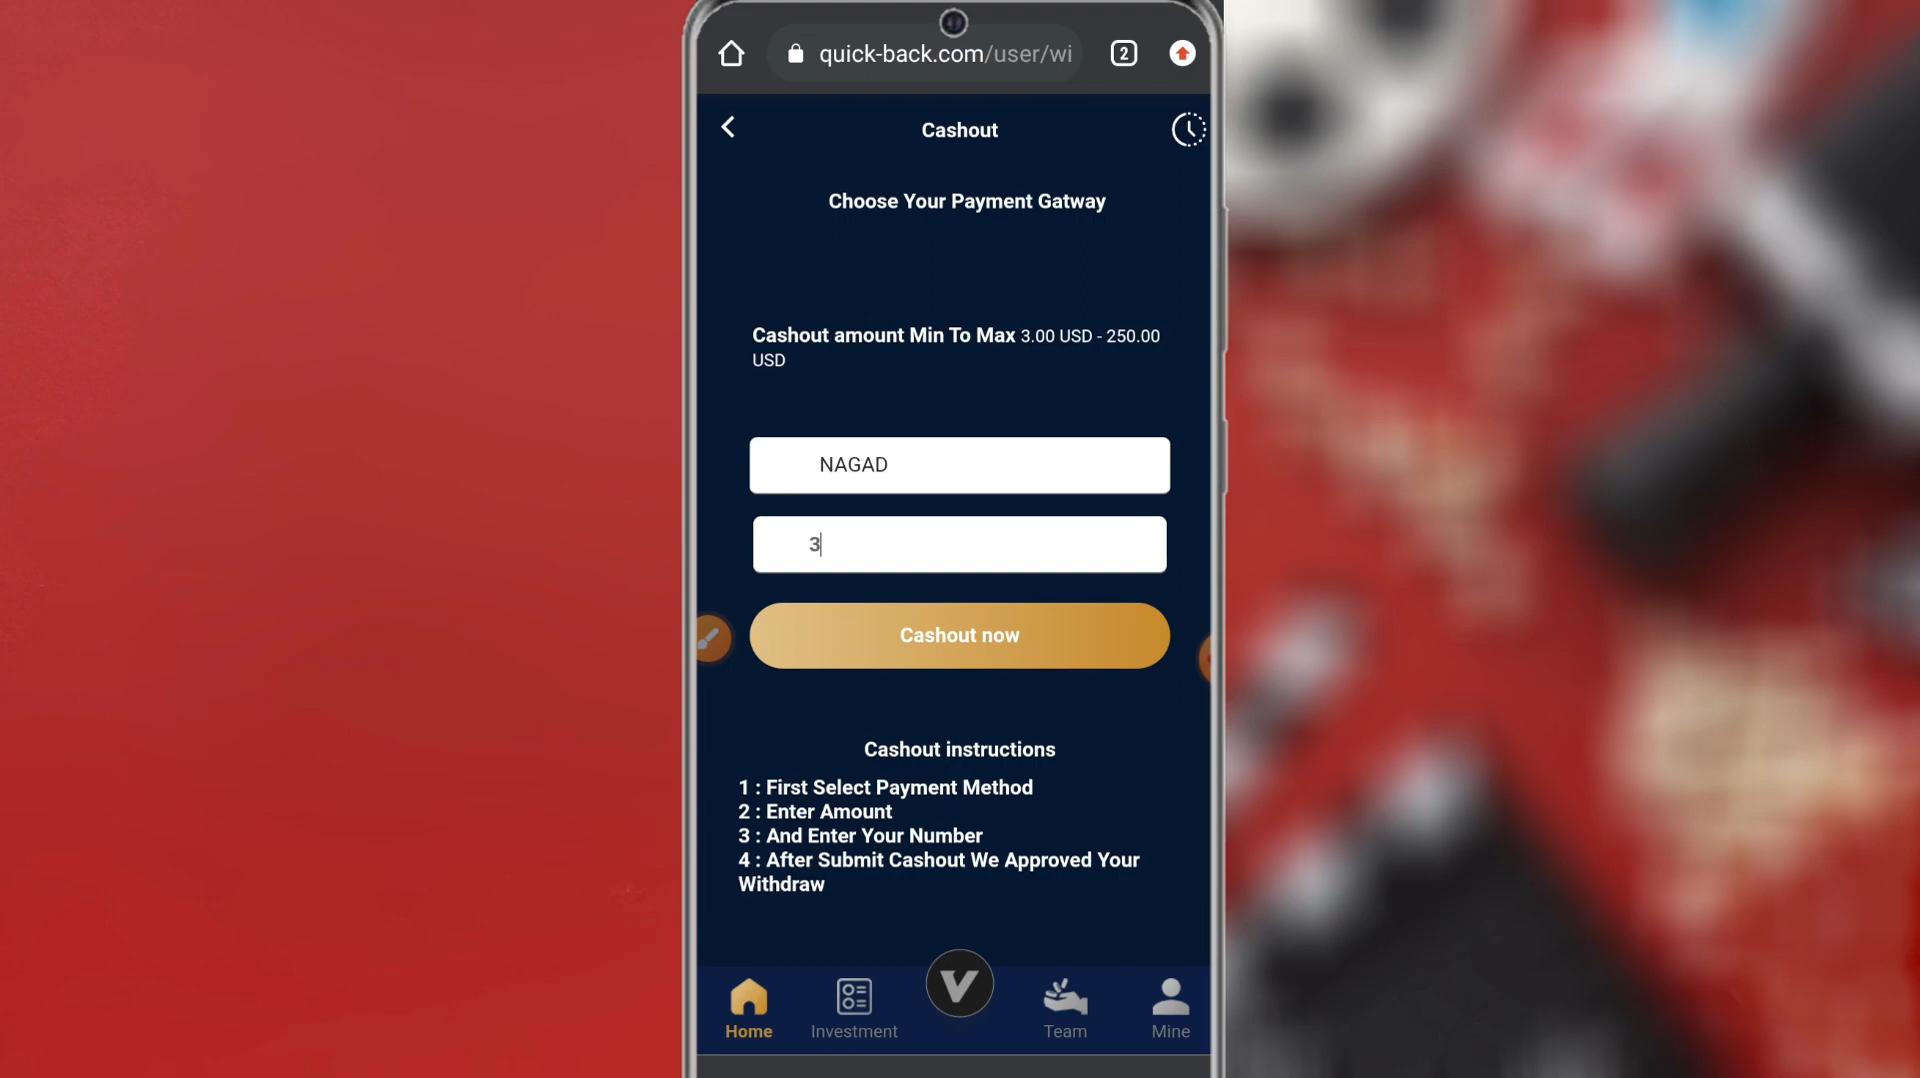 quick-back.com/user/wi
2
Cashout
Choose Your Payment Gatway
Cashout amount Min To Max 3.00 USD - 250.00
USD
NAGAD
3
Cashout now
Cashout instructions
1 : First Select Payment Method
2 : Enter Amount
3 : And Enter Your Number
4 : After Submit Cashout We Approved Your
Withdraw
V
Home
Investment
Team
Mine